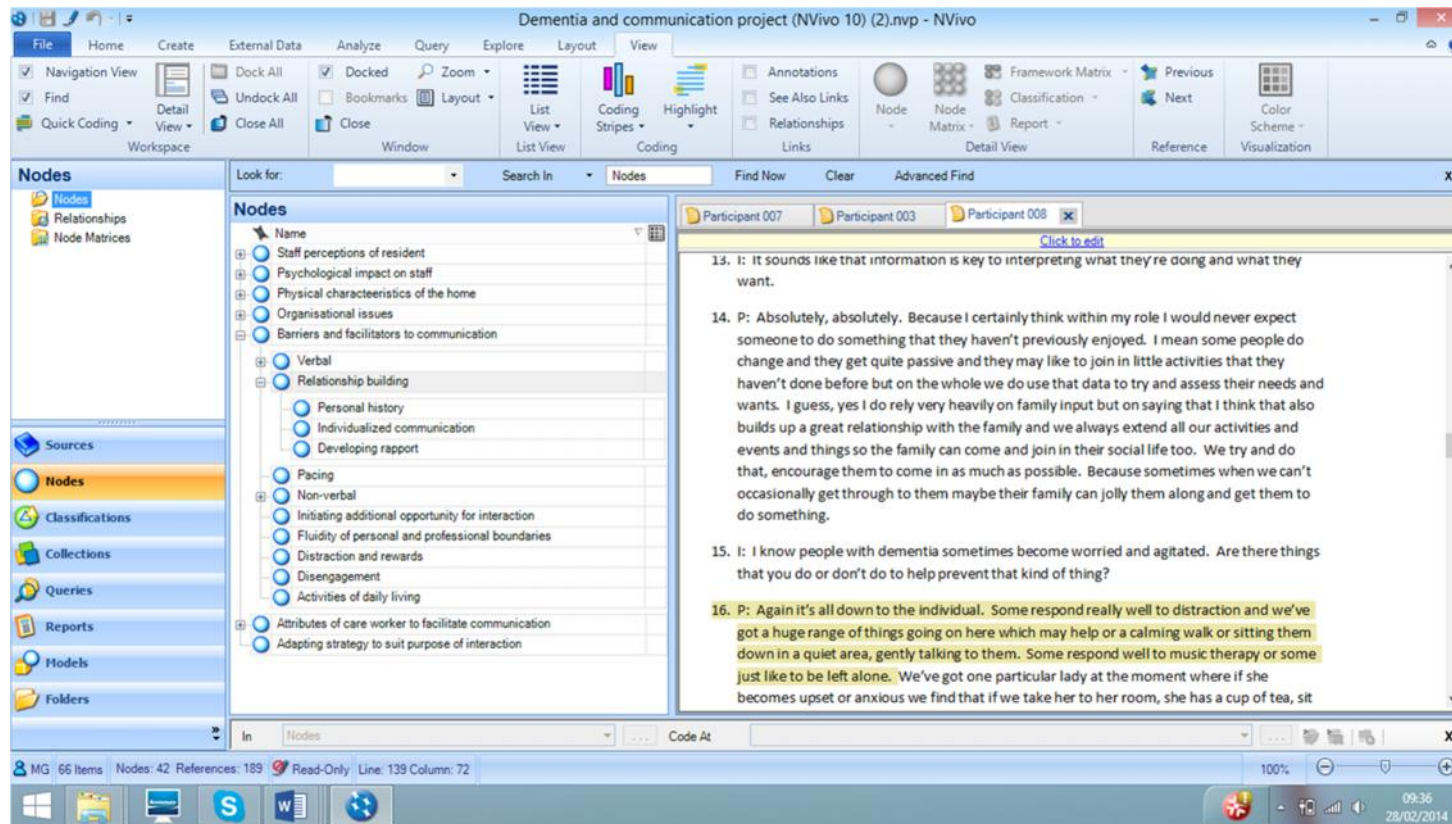 Dementia and communication project (NVivo 10) (2).nvp - NVivo
File Home Create External Data Analyze Query Explore Layout View
Navigation View
Find
Quick Coding
Detail View
Workspace
Dock All
Undock All
Close All
Docked
Bookmarks
Close
Zoom
Layout
Window
List View
List View
Coding Stripes
Highlight
Coding
Annotations
See Also Links
Relationships
Links
Node
Node Matrix
Framework Matrix
Classification
Report
Detail View
Previous
Next
Reference
Color Scheme
Visualization
Nodes
Nodes
Relationships
Node Matrices
Sources
Nodes
Classifications
Collections
Queries
Reports
Models
Folders
Look for: Search In Nodes Find Now Clear Advanced Find x
Nodes
Name
Staff perceptions of resident
Psychological impact on staff
Physical characteeristics of the home
Organisational issues
Barriers and facilitators to communication
Verbal
Relationship building
Personal history
Individualized communication
Developing rapport
Pacing
Non-verbal
Initiating additional opportunity for interaction
Fluidity of personal and professional boundaries
Distraction and rewards
Disengagement
Activities of daily living
Attributes of care worker to facilitate communication
Adapting strategy to suit purpose of interaction
Participant 007 Participant 003 Participant 008 x
Click to edit
13. I: It sounds like that information is key to interpreting what they're doing and what they
want.
14. P: Absolutely, absolutely. Because I certainly think within my role I would never expect
someone to do something that they haven't previously enjoyed. I mean some people do
change and they get quite passive and they may like to join in little activities that they
haven't done before but on the whole we do use that data to try and assess their needs and
wants. I guess, yes I do rely very heavily on family input but on saying that I think that also
builds up a great relationship with the family and we always extend all our activities and
events and things so the family can come and join in their social life too. We try and do
that, encourage them to come in as much as possible. Because sometimes when we can't
occasionally get through to them maybe their family can jolly them along and get them to
do something.
15. I: I know people with dementia sometimes become worried and agitated. Are there things
that you do or don't do to help prevent that kind of thing?
16. P: Again it's all down to the individual. Some respond really well to distraction and we've
got a huge range of things going on here which may help or a calming walk or sitting them
down in a quiet area, gently talking to them. Some respond well to music therapy or some
just like to be left alone. We've got one particular lady at the moment where if she
becomes upset or anxious we find that if we take her to her room, she has a cup of tea, sit
In Nodes ... Code At ... x
MG 66 Items Nodes: 42 References: 189 Read-Only Line: 139 Column: 72 100%
09:36
28/02/2014